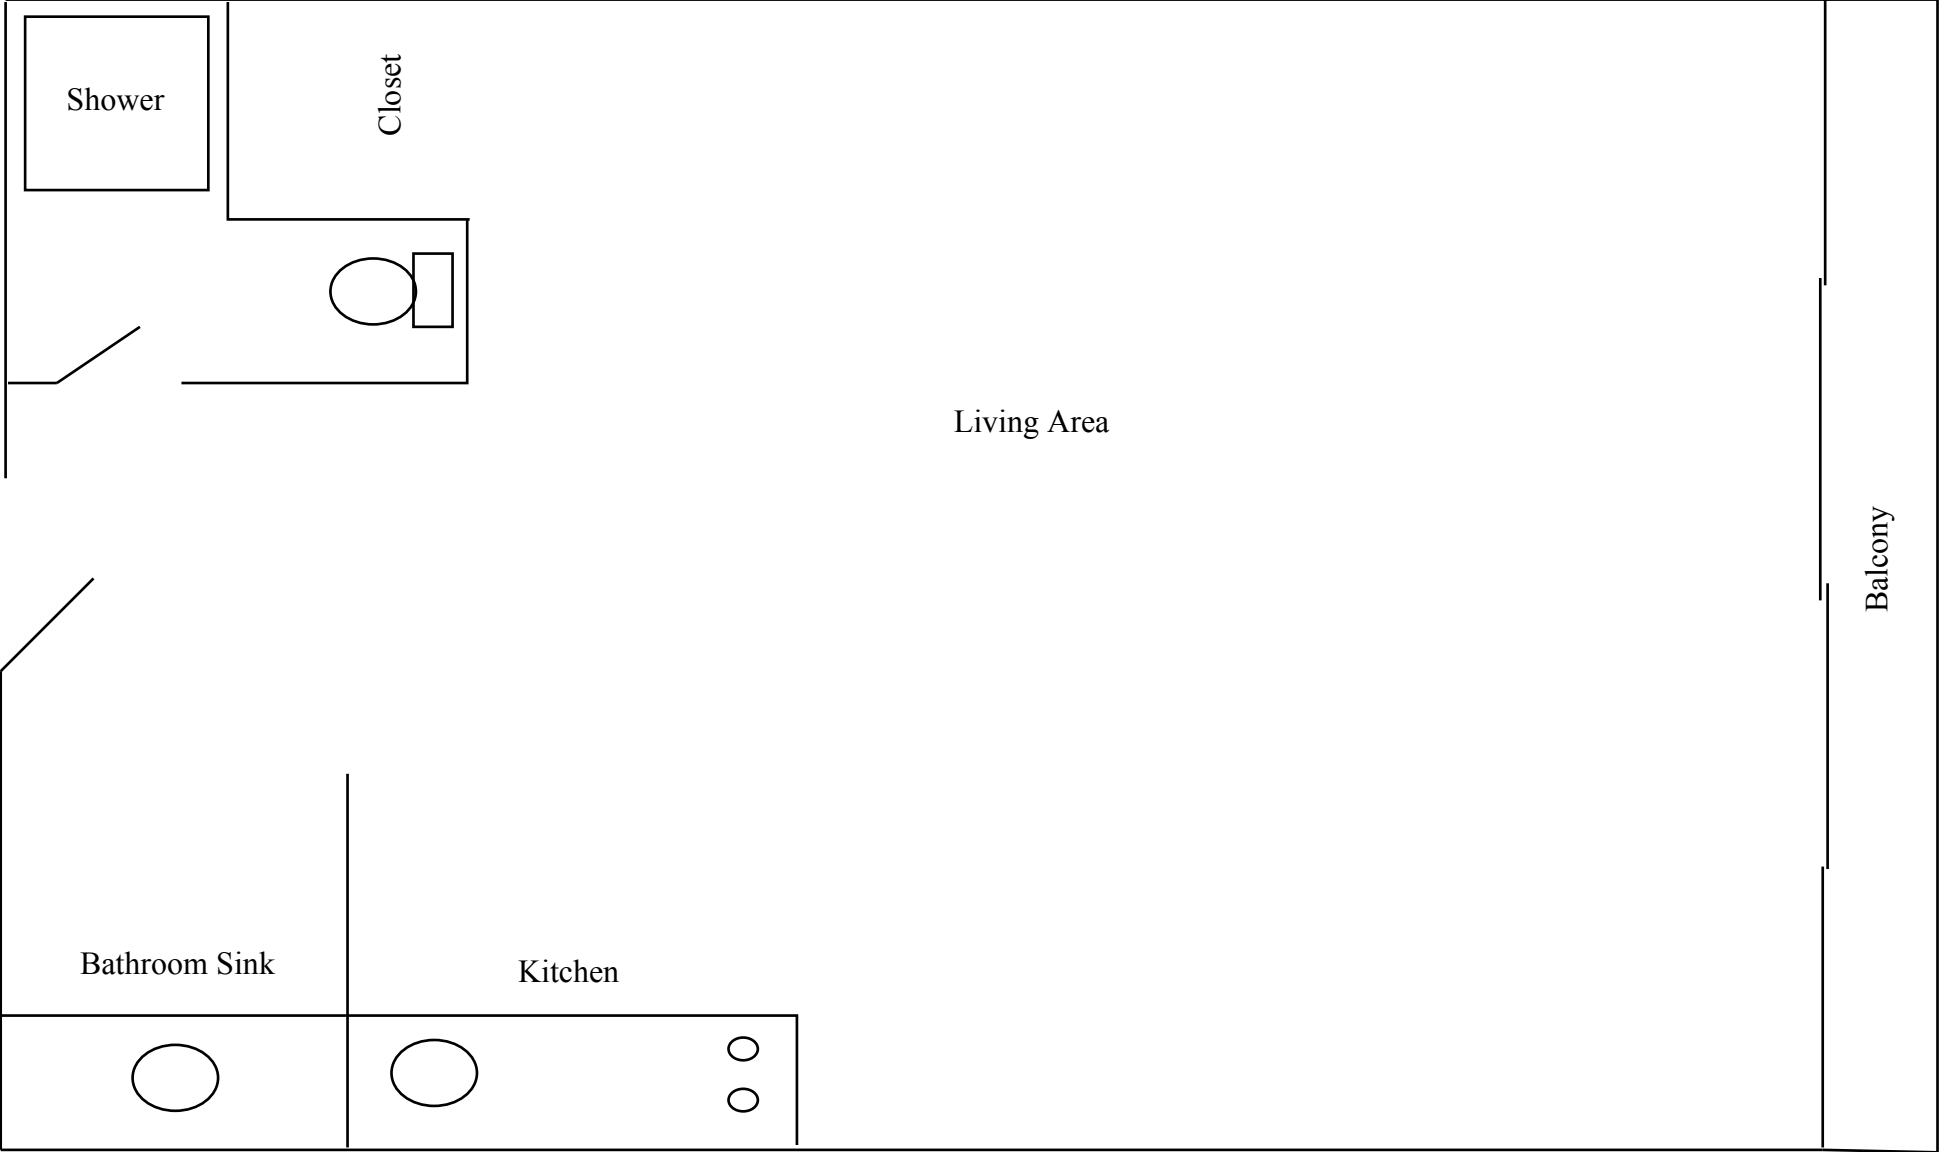 Shower
Closet
Living Area
Balcony
Bathroom Sink
Kitchen